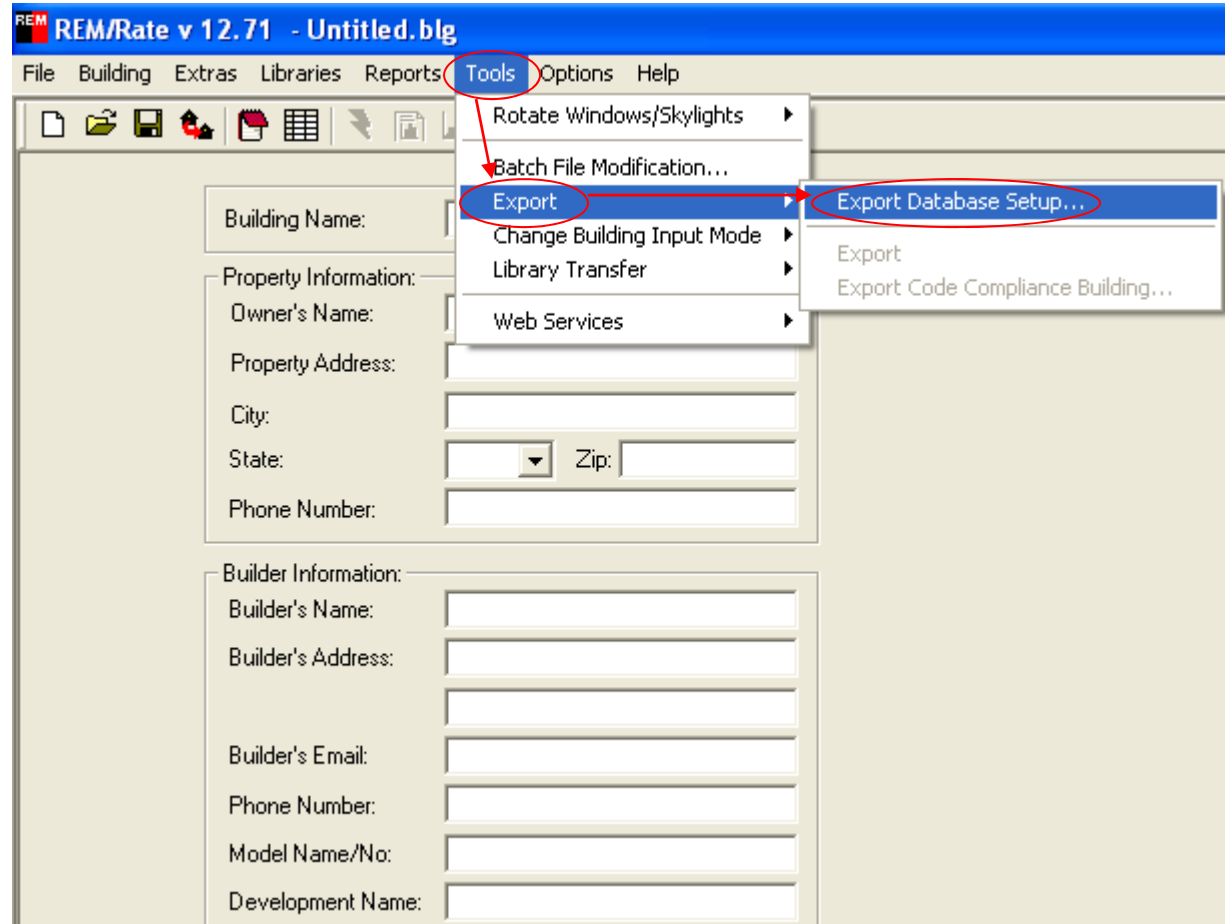 REM REM/Rate v 12.71 - Untitled.blg
File Building Extras Libraries Reports Tools Options Help
Rotate Windows/Skylights
Batch File Modification...
Export
Change Building Input Mode
Library Transfer
Web Services
Export Database Setup...
Export
Export Code Compliance Building...
Building Name:
Property Information:
Owner's Name:
Property Address:
City:
State: Zip:
Phone Number:
Builder Information:
Builder's Name:
Builder's Address:
Builder's Email:
Phone Number:
Model Name/No:
Development Name: